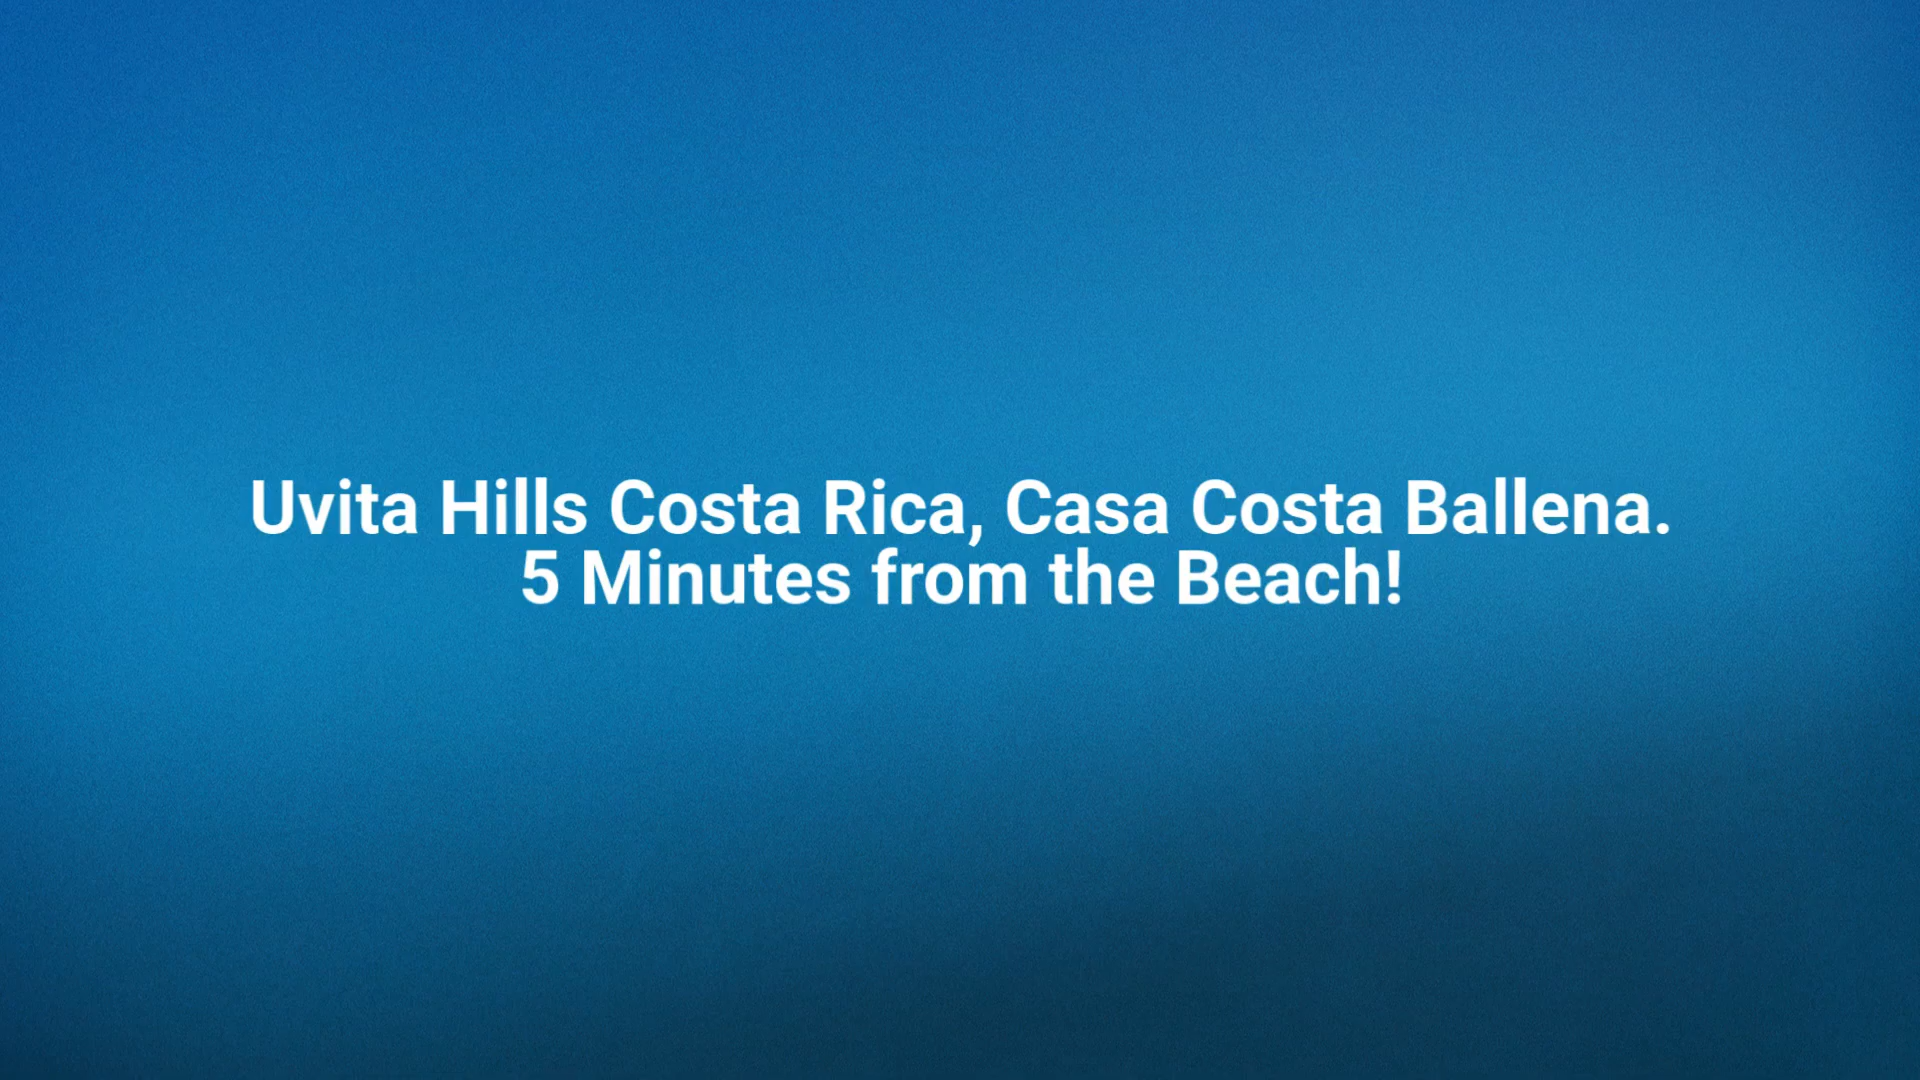 Uvita Hills Costa Rica, Casa Costa Ballena.
5 Minutes from the Beach!